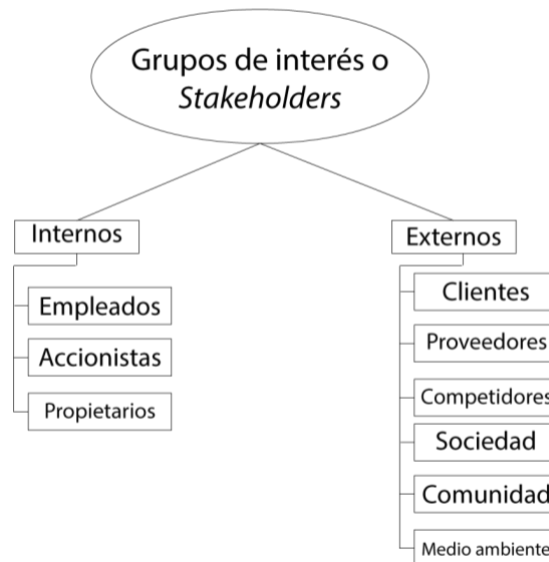 Grupos de interés o
Stakeholders
Internos
Empleados
Accionistas
Propietarios
Externos
Clientes
Proveedores
Competidores
Sociedad
Comunidad
Medio ambiente